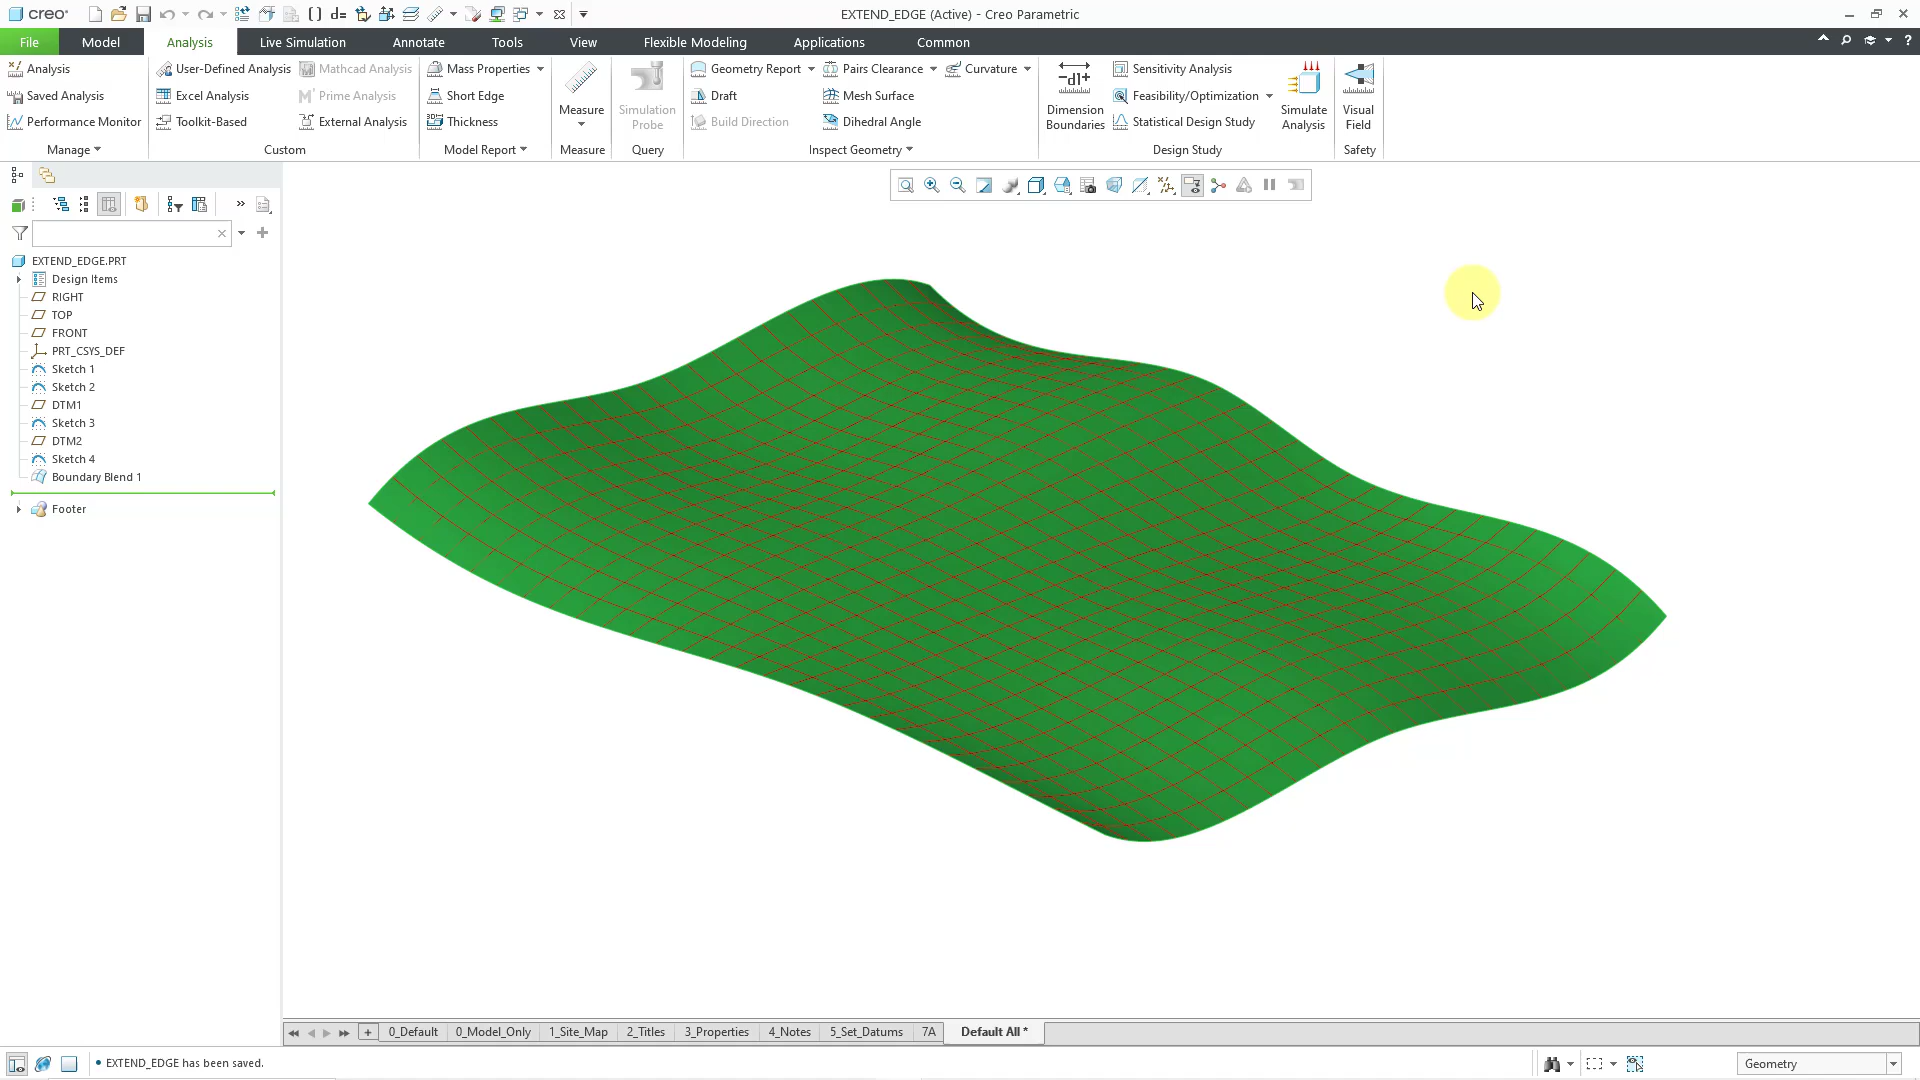 creo
EXTEND_EDGE (Active) - Creo Parametric
File
Model
Analysis
Live Simulation
Annotate
Tools
View
Flexible Modeling
Applications
Common
Analysis
Saved Analysis
Performance Monitor
Manage
User-Defined Analysis
Excel Analysis
Toolkit-Based
Mathcad Analysis
Prime Analysis
External Analysis
Custom
Mass Properties
Short Edge
Thickness
Model Report
Measure
Measure
Simulation
Probe
Query
Geometry Report
Draft
Build Direction
Pairs Clearance
Mesh Surface
Dihedral Angle
Curvature
Inspect Geometry
Dimension
Boundaries
Sensitivity Analysis
Feasibility/Optimization
Statistical Design Study
Simulate
Analysis
Design Study
Visual
Field
Safety
EXTEND_EDGE.PRT
Design Items
RIGHT
TOP
FRONT
PRT_CSYS_DEF
Sketch 1
Sketch 2
DTM1
Sketch 3
DTM2
Sketch 4
Boundary Blend 1
Footer
0_Default
0_Model_Only
1_Site_Map
2_Titles
3_Properties
4_Notes
5_Set_Datums
7A
Default All *
• EXTEND_EDGE has been saved.
Geometry